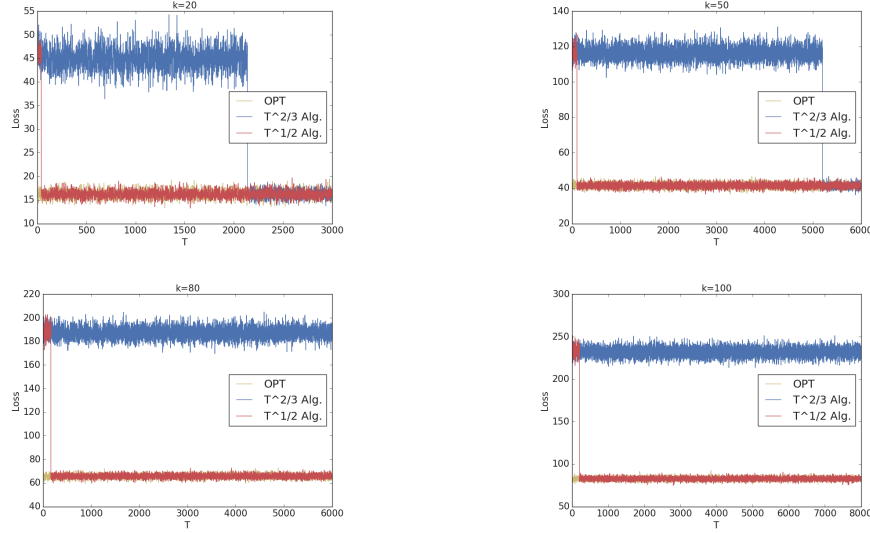 k=20
55
50
45
40
35
30
25
20
15
10
Loss
OPT
T^2/3 Alg.
T^1/2 Alg.
0
500
1000
1500
2000
2500
3000
T
k=50
140
120
100
80
60
40
20
Loss
OPT
T^2/3 Alg.
T^1/2 Alg.
0
1000
2000
3000
4000
5000
6000
T
k=80
220
200
180
160
140
120
100
80
60
40
Loss
OPT
T^2/3 Alg.
T^1/2 Alg.
0
1000
2000
3000
4000
5000
6000
T
k=100
300
250
200
150
100
50
Loss
OPT
T^2/3 Alg.
T^1/2 Alg.
0
1000
2000
3000
4000
5000
6000
7000
8000
T